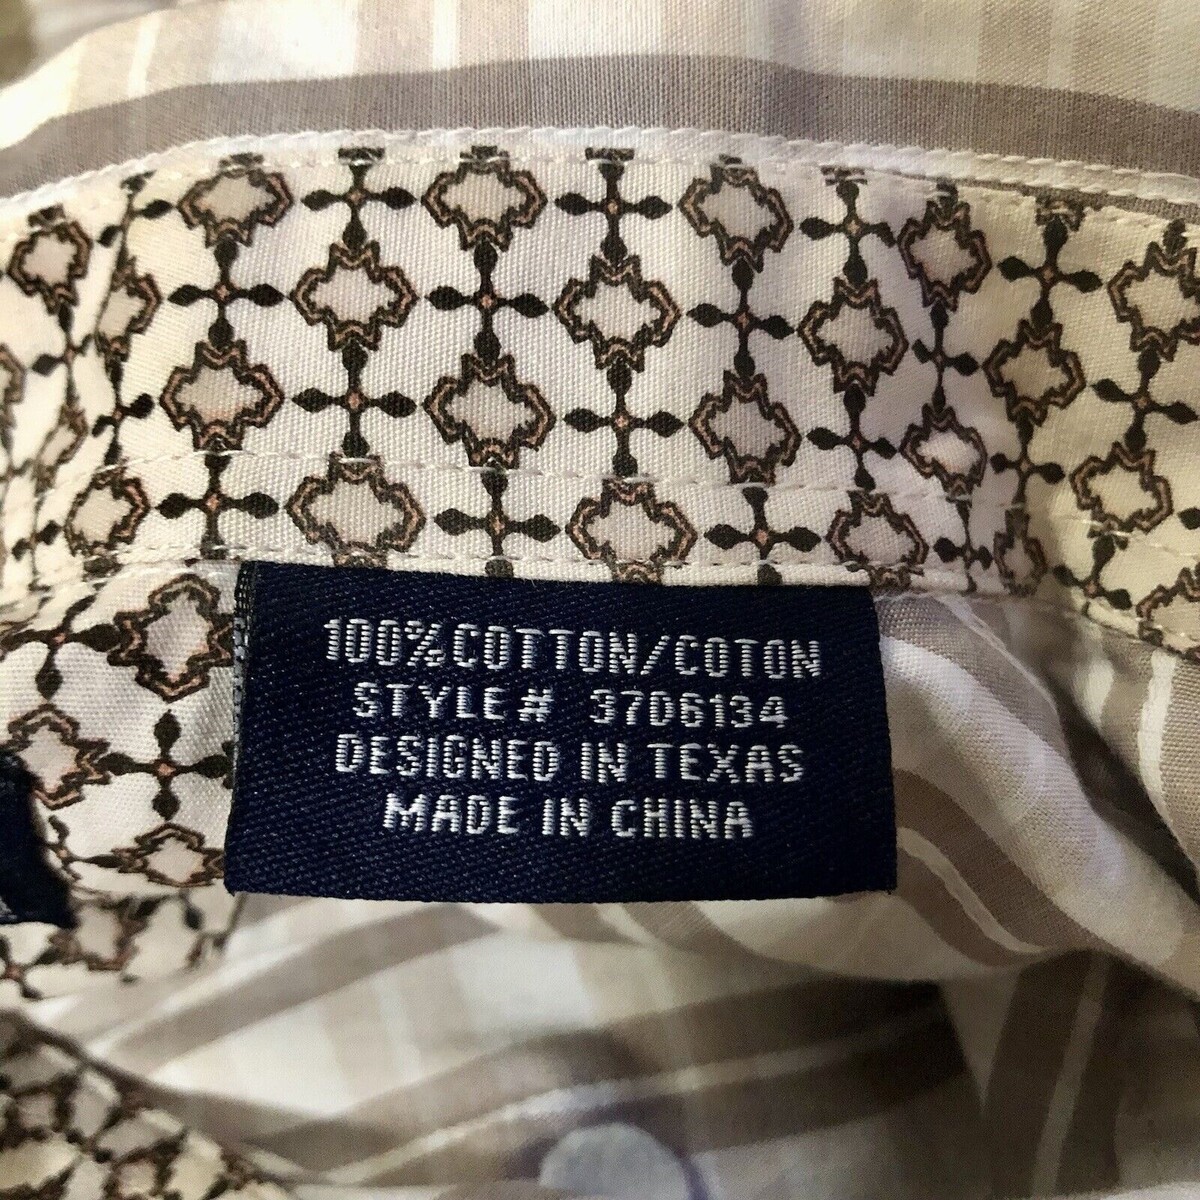 100% COTTON/COTON
STYLE# 3706134
DESIGNED IN TEXAS
MADE IN CHINA